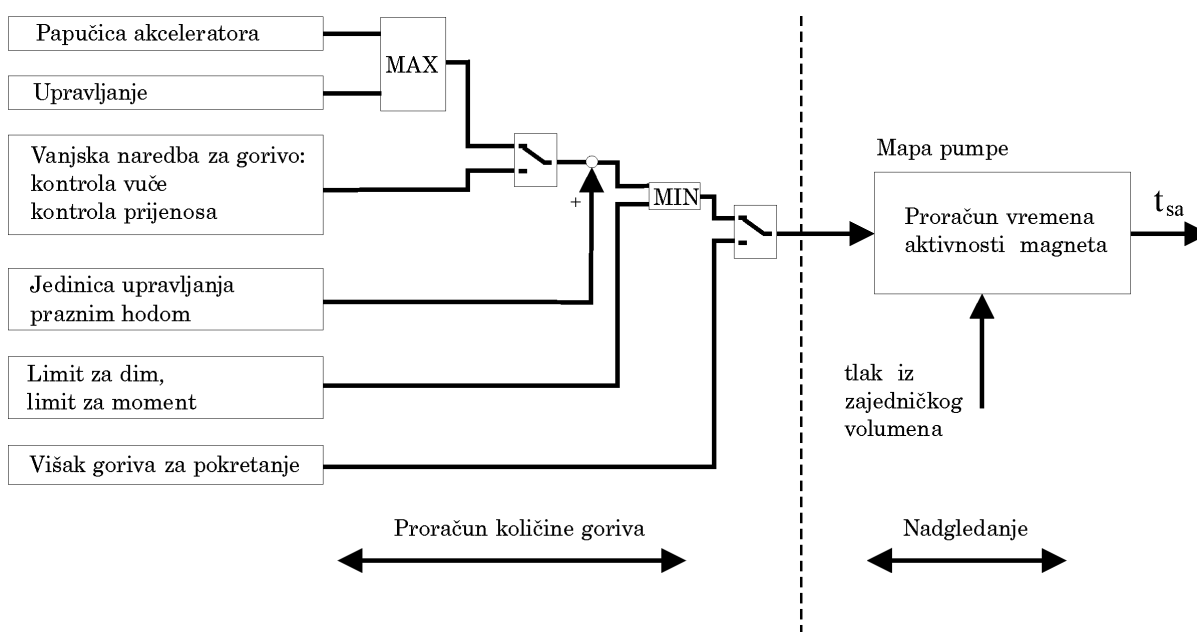 Papučica akceleratora
MAX
Upravljanje
Vanjska naredba za gorivo:
kontrola vuče
kontrola prijenosa
+
MIN
Jedinica upravljanja
praznim hodom
Limit za dim,
limit za moment
Višak goriva za pokretanje
Proračun količine goriva
Mapa pumpe
Proračun vremena
aktivnosti magneta
tsa
tlak iz
zajedničkog
volumena
Nadgledanje